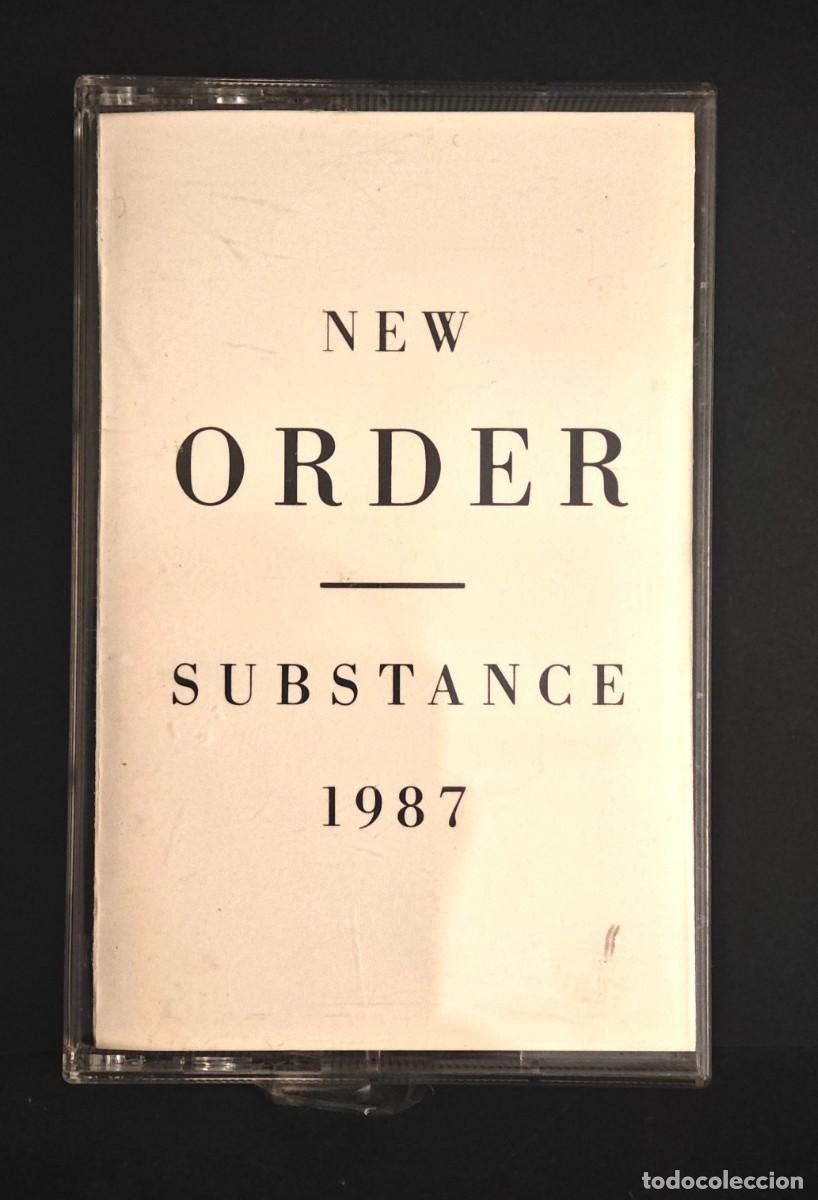 NEW
ORDER
SUBSTANCE
1987
todocoleccion